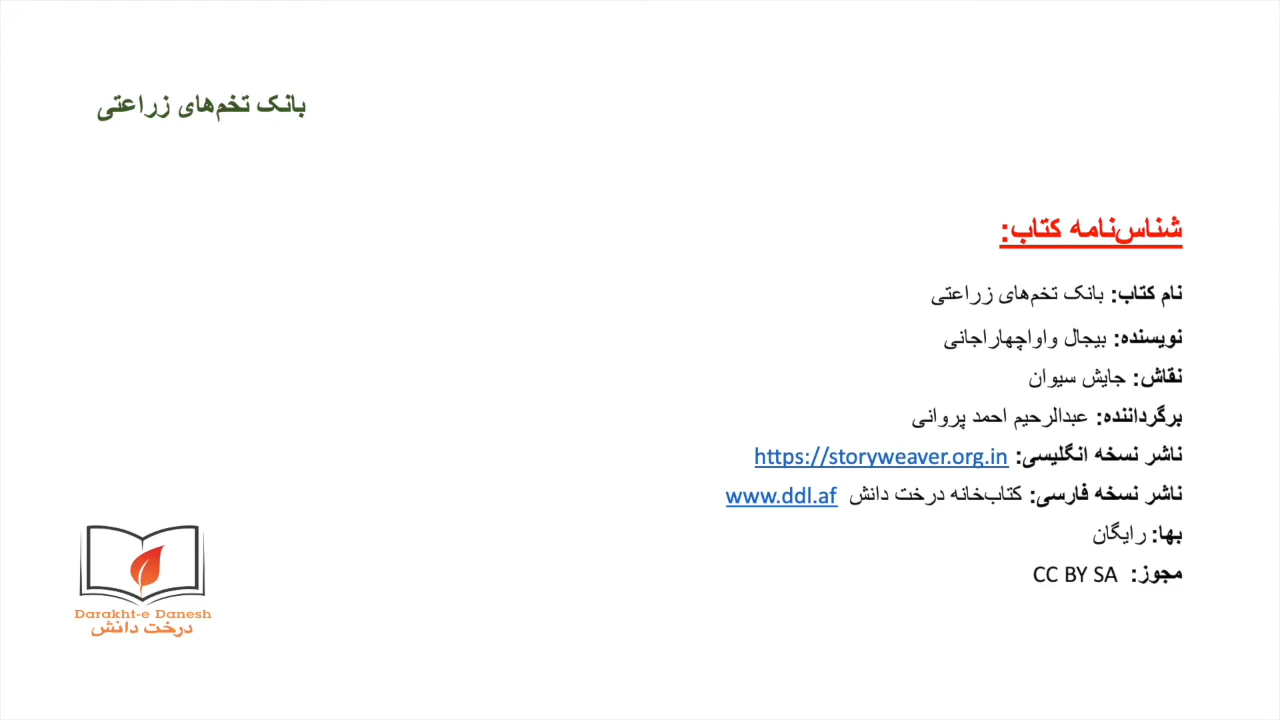 بانک تخم‌های زراعتی
شناس‌نامه کتاب:
نام کتاب: بانک تخم‌های زراعتی
نویسنده: بیجال واواچهاراجانی
نقاش: جایش سیوان
برگرداننده: عبدالرحیم احمد پروانی
ناشر نسخه انگلیسی: https://storyweaver.org.in
ناشر نسخه فارسی: کتاب‌خانه درخت دانش www.ddl.af
بها: رایگان
مجوز: CC BY SA
Darakht-e Danesh
درخت دانش